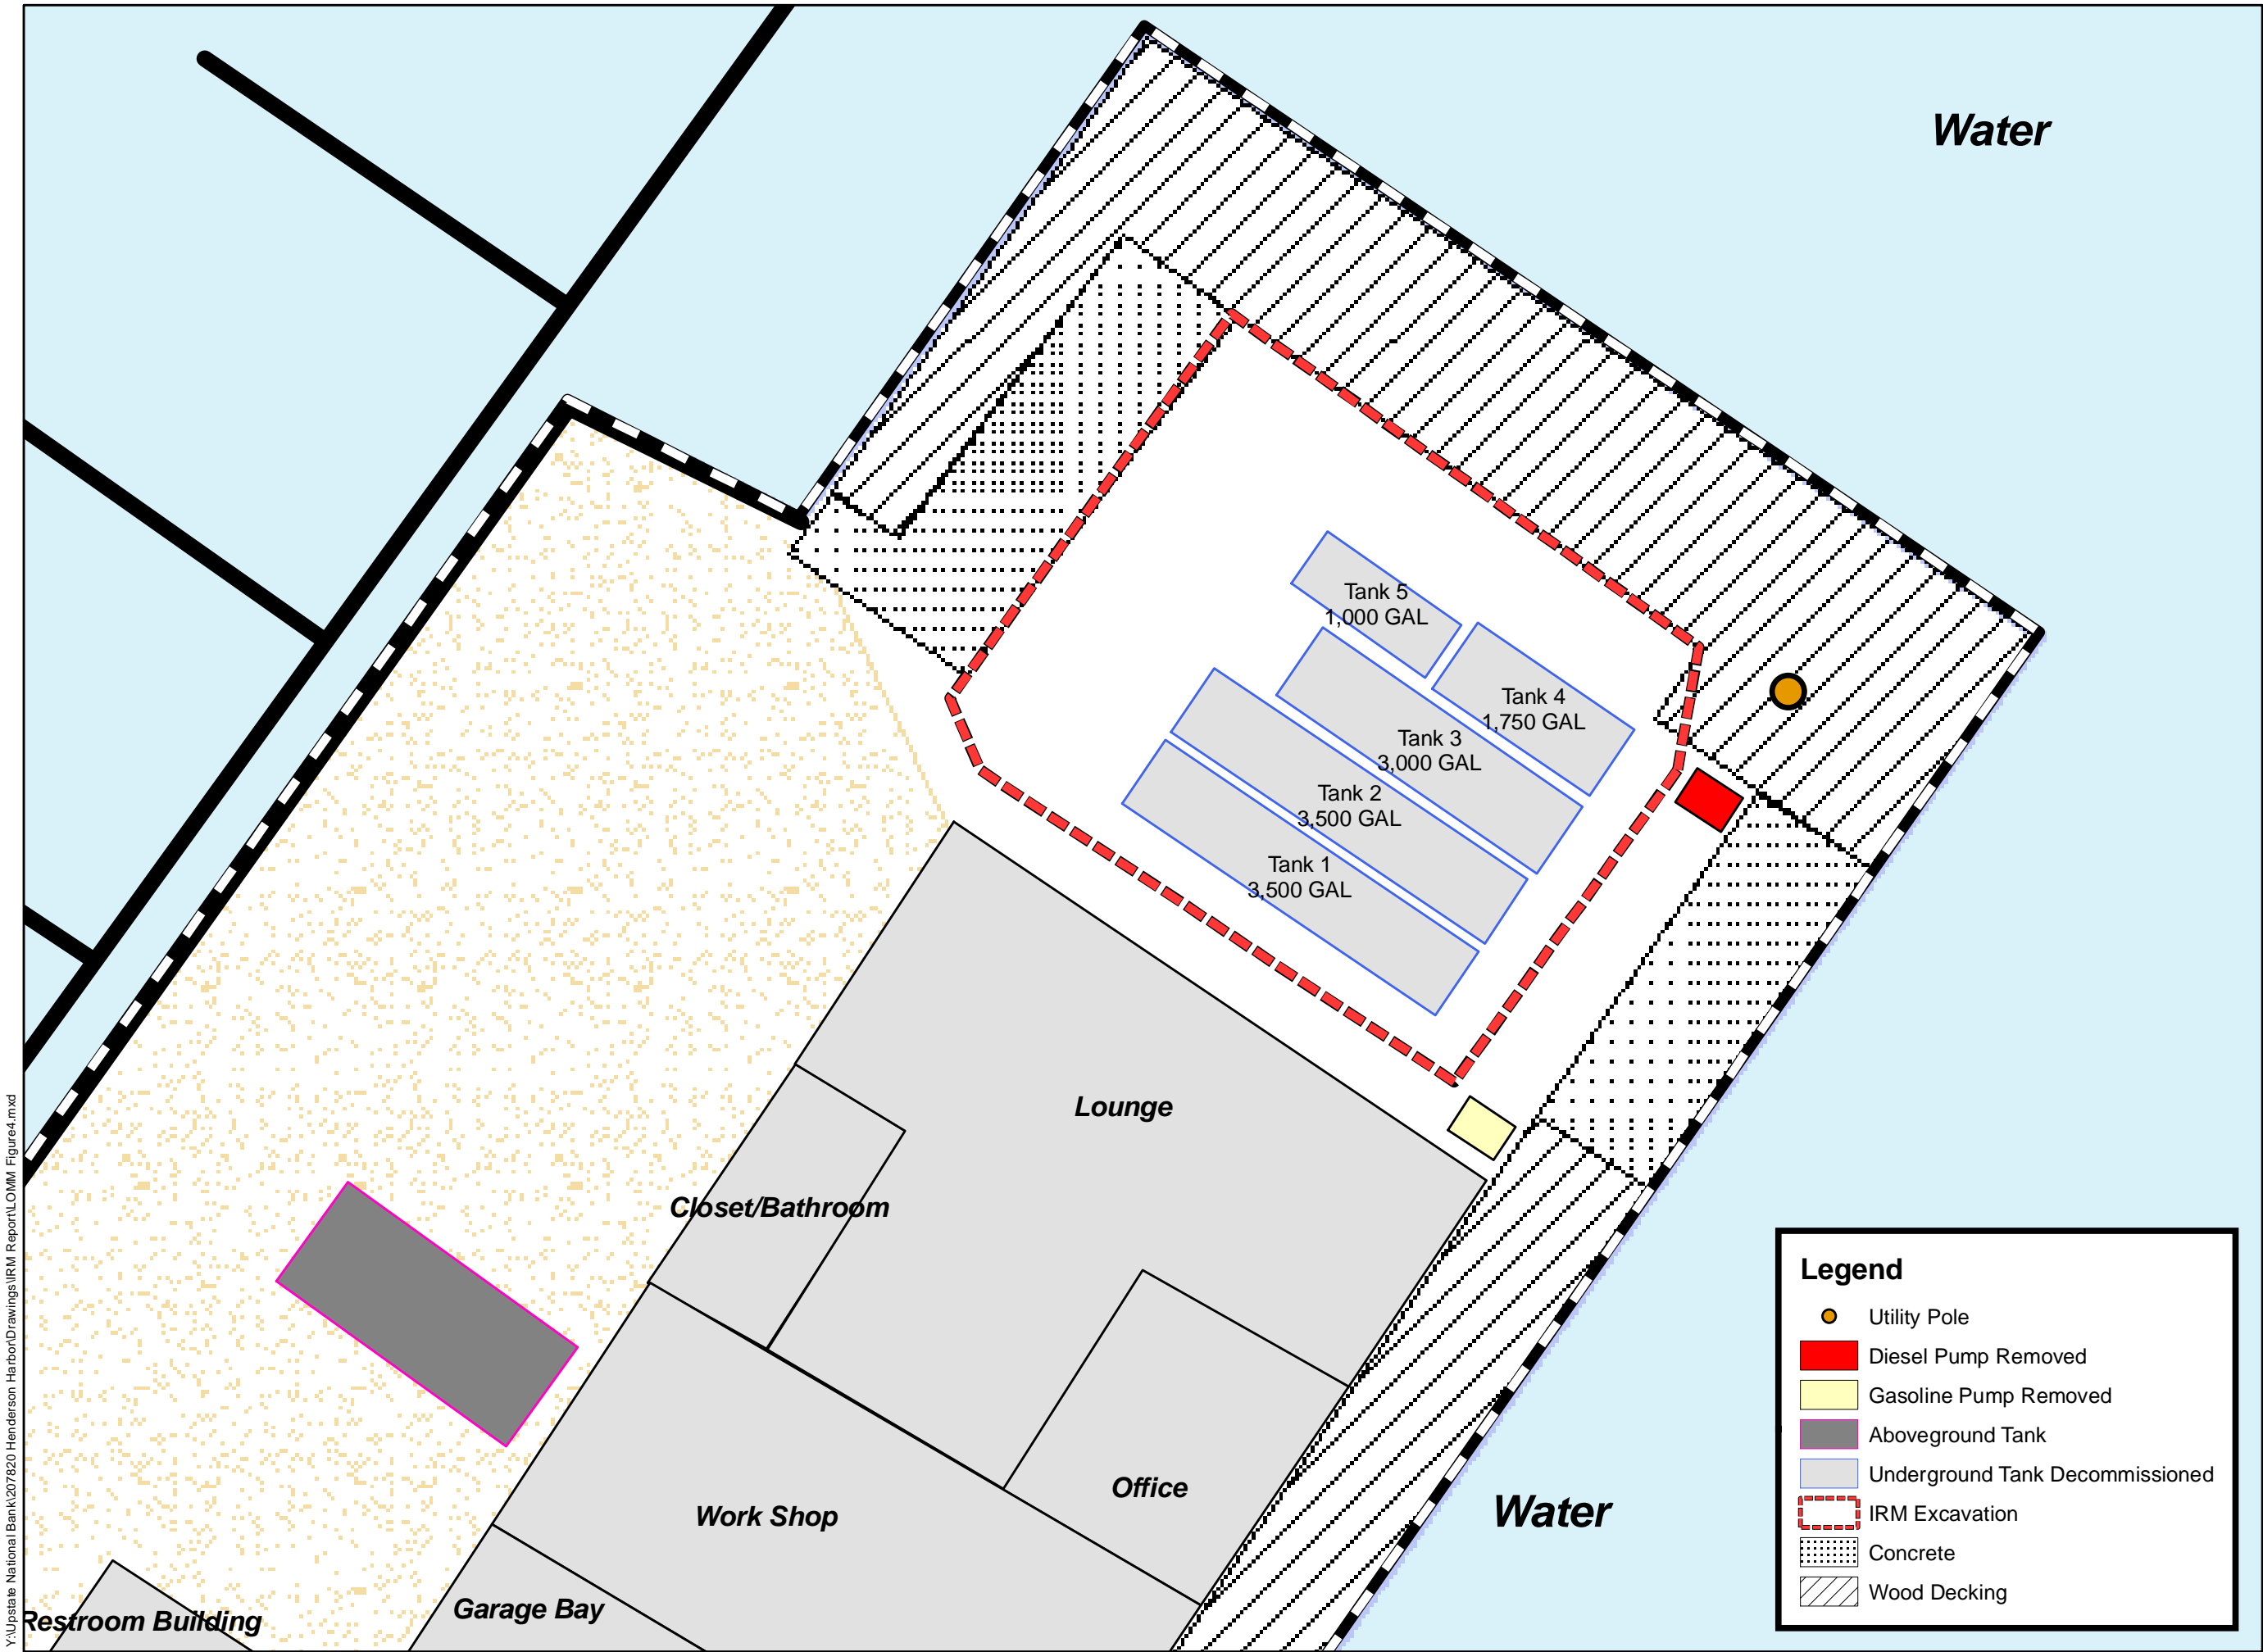 Water
Tank 5
1,000 GAL
Tank 4
1,750 GAL
Tank 3
3,000 GAL
Tank 2
3,500 GAL
Tank 1
3,500 GAL
Lounge
Closet/Bathroom
Office
Work Shop
Garage Bay
Restroom Building
Water
Legend
Utility Pole
Diesel Pump Removed
Gasoline Pump Removed
Aboveground Tank
Underground Tank Decommissioned
IRM Excavation
Concrete
Wood Decking
Y:\Upstate National Bank\207820 Henderson Harbor\Drawings\IRM Report\LOMM Figure4.mxd